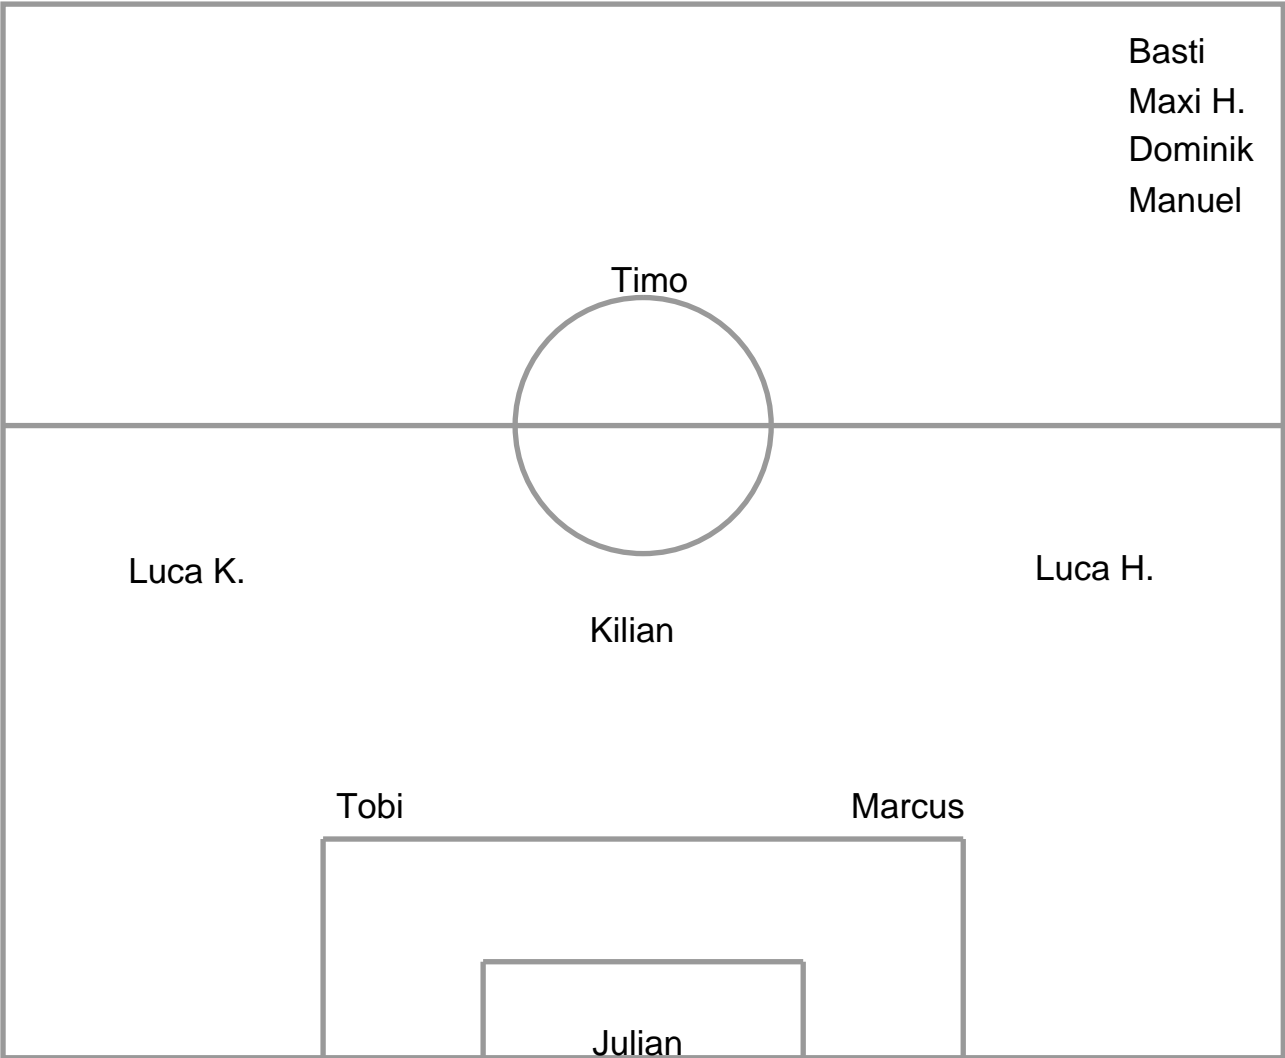 Basti
Maxi H.
Dominik
Manuel
Timo
Luca K.
Luca H.
Kilian
Tobi
Marcus
Julian